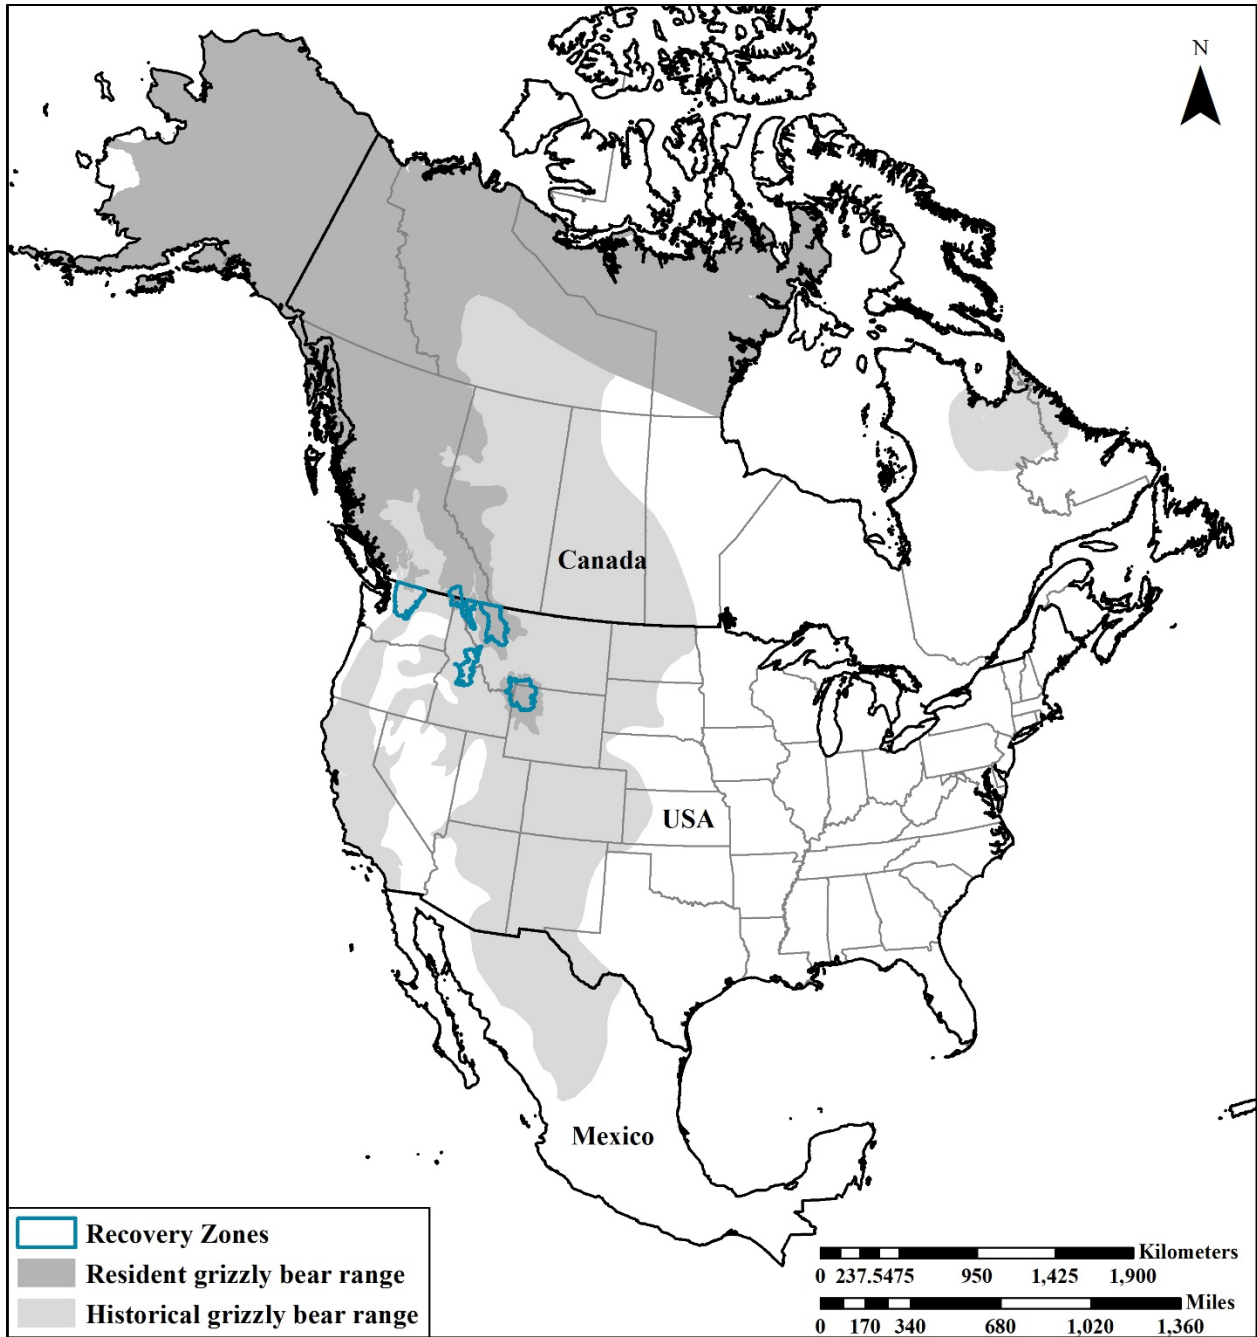 N
Canada
USA
Mexico
Recovery Zones
Resident grizzly bear range
Historical grizzly bear range
Kilometers
0 237.5475 950 1,425 1,900
Miles
0 170 340 680 1,020 1,360